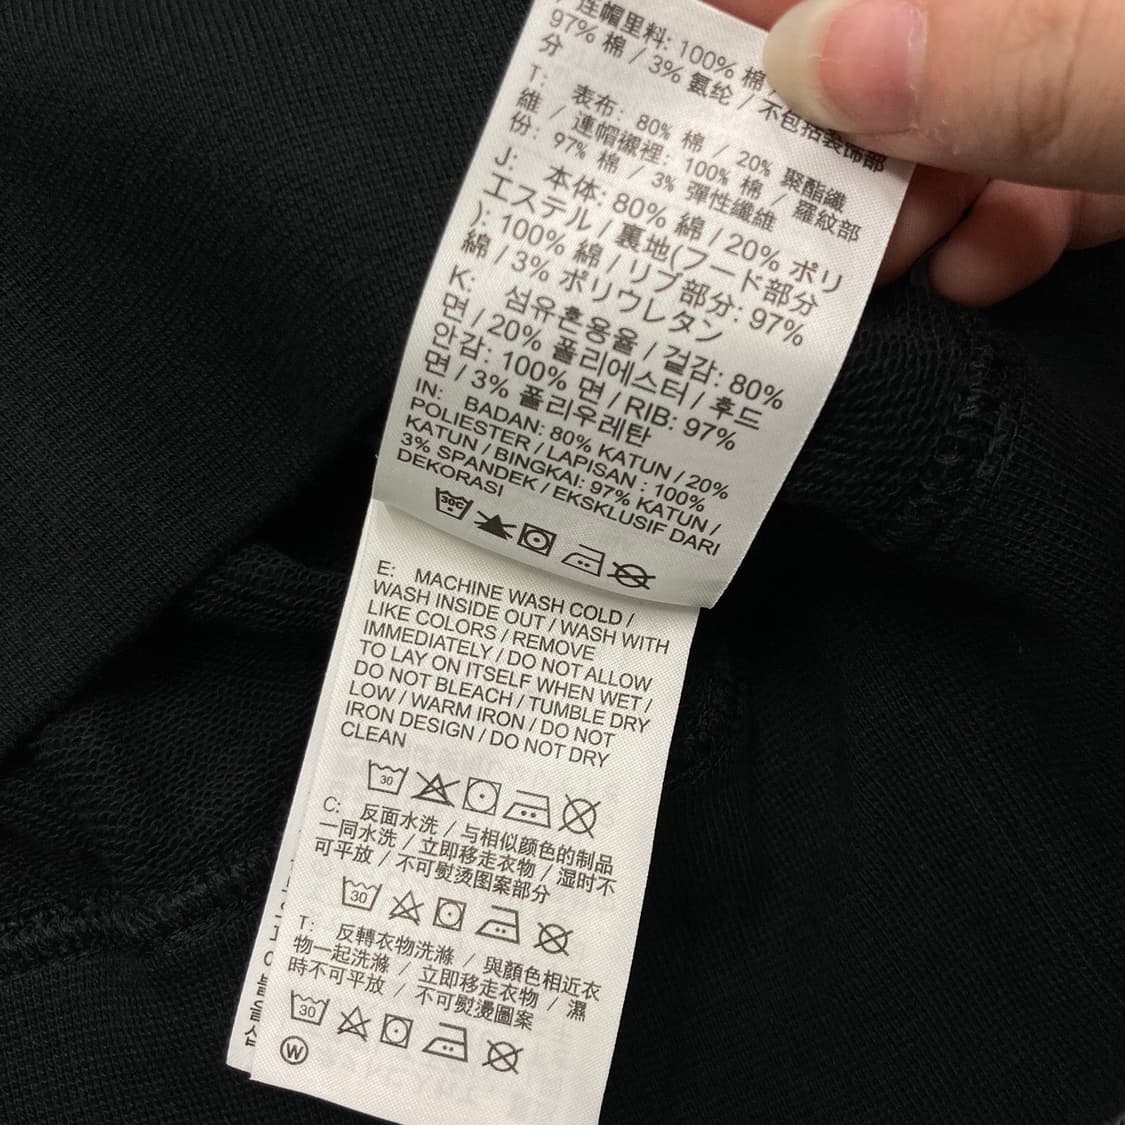 连帽里料: 100% 棉
97% 棉 / 3% 氨纶 / 不包括装饰部
分
T: 表布: 80% 棉 / 20% 聚酯纖
維 / 連帽襯裡: 100% 棉 / 羅紋部
份: 97% 棉 / 3% 彈性纖維
J: 本体: 80% 綿 / 20% ポリ
エステル / 裏地(フード部分
): 100% 綿 / リブ部分: 97%
綿 / 3% ポリウレタン
K: 섬유혼용율 / 겉감: 80%
면 / 20% 폴리에스터 / 후드
안감: 100% 면 / RIB: 97%
면 / 3% 폴리우레탄
IN: BADAN: 80% KATUN / 20%
POLIESTER / LAPISAN : 100%
KATUN / BINGKAI: 97% KATUN /
3% SPANDEK / EKSKLUSIF DARI
DEKORASI
30C
E: MACHINE WASH COLD /
WASH INSIDE OUT / WASH WITH
LIKE COLORS / REMOVE
IMMEDIATELY / DO NOT ALLOW
TO LAY ON ITSELF WHEN WET /
DO NOT BLEACH / TUMBLE DRY
LOW / WARM IRON / DO NOT
IRON DESIGN / DO NOT DRY
CLEAN
30
C: 反面水洗 / 与相似颜色的制品
一同水洗 / 立即移走衣物 / 湿时不
可平放 / 不可熨烫图案部分
30
T: 反轉衣物洗滌 / 與顏色相近衣
物一起洗滌 / 立即移走衣物 / 濕
時不可平放 / 不可熨燙圖案
30
W